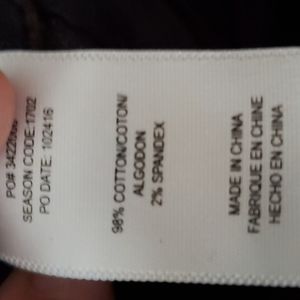 PO#
SEASON CODE:1702
PO DATE: 102416
98% COTTON/COTON/
ALGODON
2% SPANDEX
MADE IN CHINA
FABRIQUE EN CHINE
HECHO EN CHINA